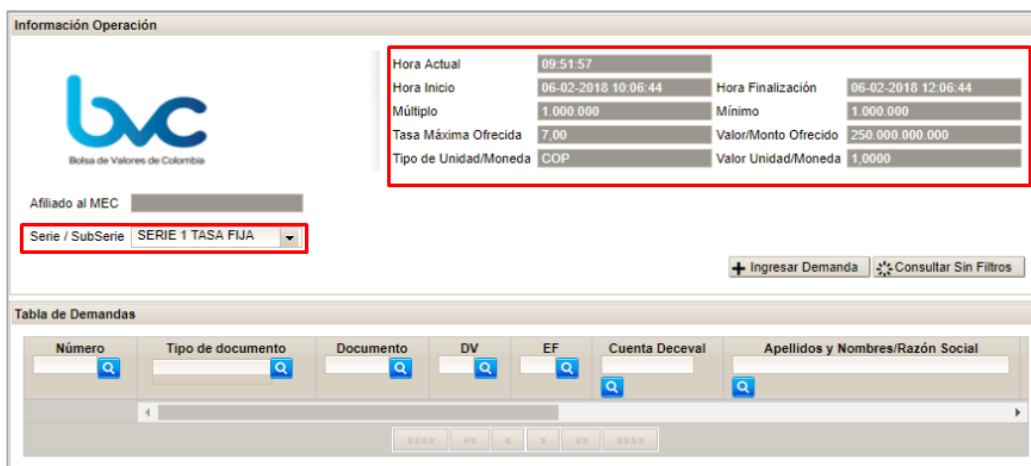 Información Operación
bvc
Bolsa de Valores de Colombia
Hora Actual 09:51:57
Hora Inicio 06-02-2018 10:06:44 Hora Finalización 06-02-2018 12:06:44
Múltiplo 1.000.000 Mínimo 1.000.000
Tasa Máxima Ofrecida 7,00 Valor/Monto Ofrecido 250.000.000.000
Tipo de Unidad/Moneda COP Valor Unidad/Moneda 1,0000
Afiliado al MEC
Serie / SubSerie SERIE 1 TASA FIJA
Ingresar Demanda Consultar Sin Filtros
Tabla de Demandas
Número Tipo de documento Documento DV EF Cuenta Deceval Apellidos y Nombres/Razón Social
<<<< << < > >> >>>>